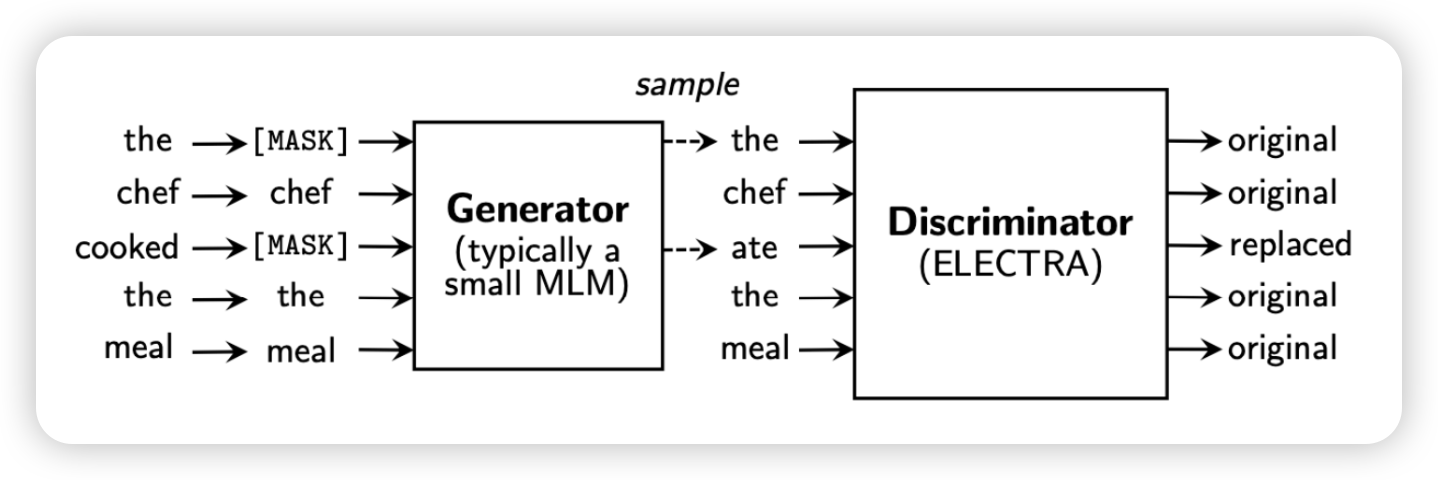 sample
the [MASK] the original
chef chef Generator chef Discriminator original
cooked [MASK] (typically a ate (ELECTRA) replaced
the the small MLM) the original
meal meal meal original